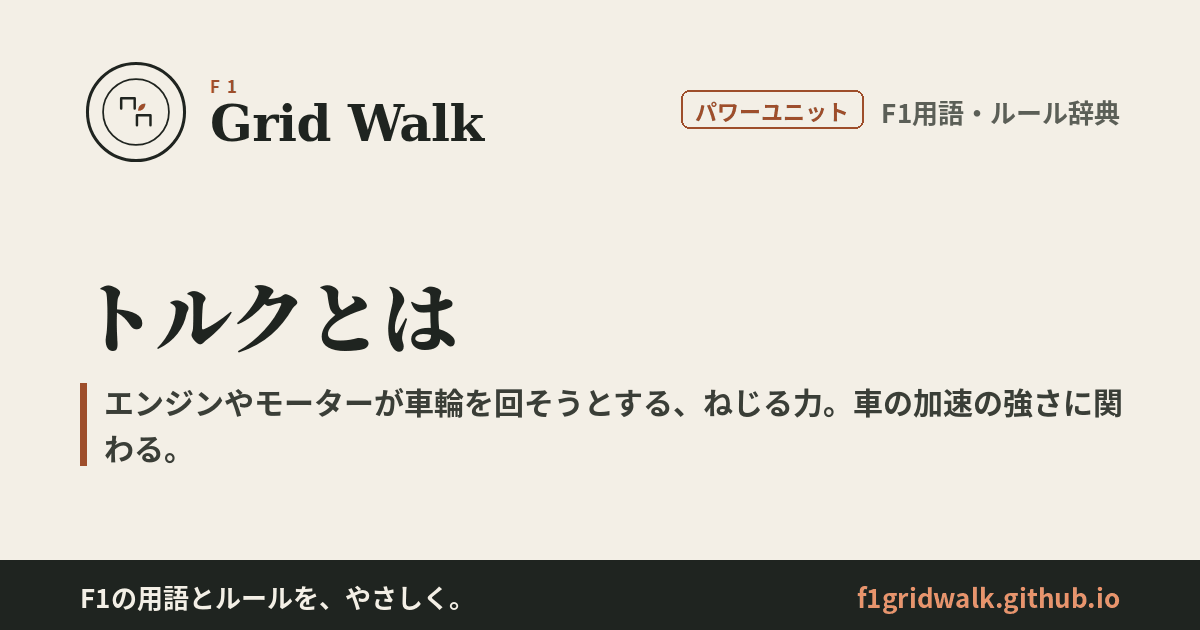 F1
Grid Walk
パワーユニット
F1用語・ルール辞典
トルクとは
エンジンやモーターが車輪を回そうとする、ねじる力。車の加速の強さに関
わる。
F1の用語とルールを、やさしく。
f1gridwalk.github.io